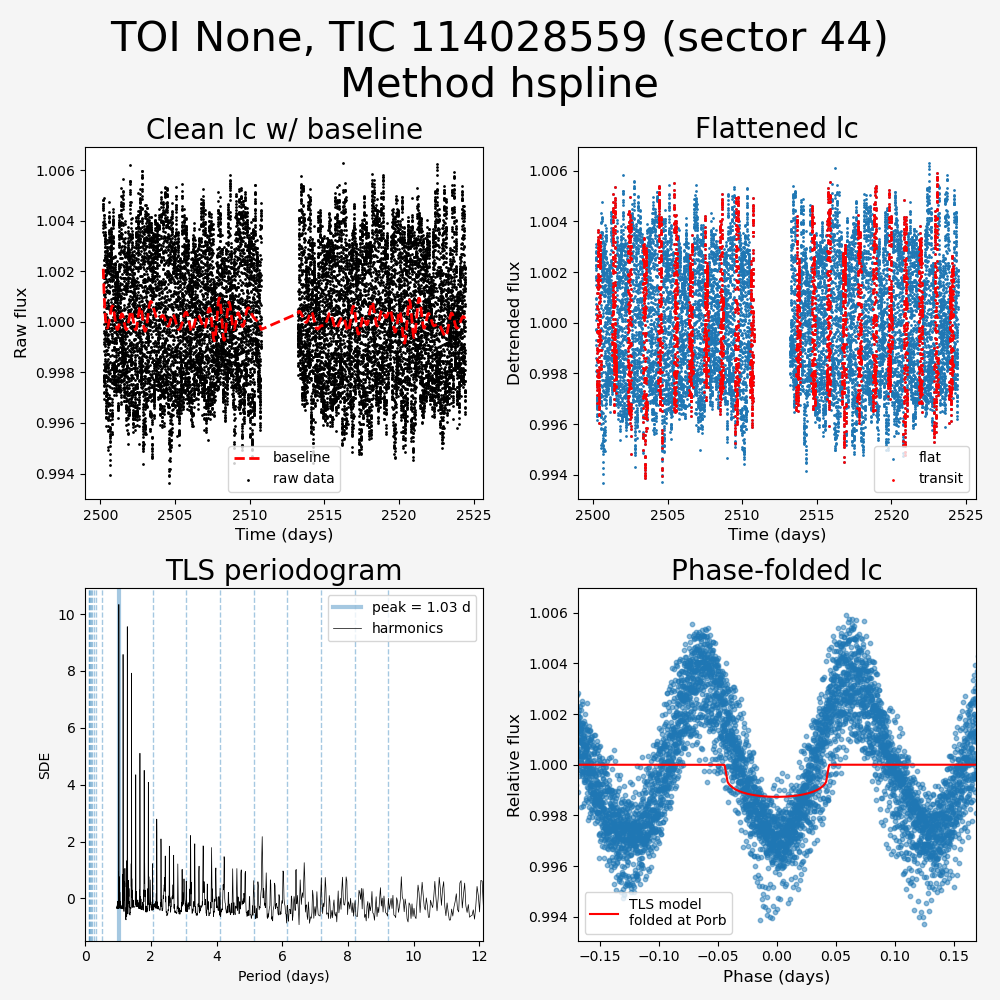 TOI None, TIC 114028559 (sector 44)
Method hspline
Clean lc w/ baseline
Raw flux
1.006
1.004
1.002
1.000
0.998
0.996
0.994
baseline
raw data
2500 2505 2510 2515 2520 2525
Time (days)
Flattened lc
Detrended flux
1.006
1.004
1.002
1.000
0.998
0.996
0.994
flat
transit
2500 2505 2510 2515 2520 2525
Time (days)
TLS periodogram
SDE
10
8
6
4
2
0
peak = 1.03 d
harmonics
0 2 4 6 8 10 12
Period (days)
Phase-folded lc
Relative flux
1.006
1.004
1.002
1.000
0.998
0.996
0.994
TLS model
folded at Porb
−0.15 −0.10 −0.05 0.00 0.05 0.10 0.15
Phase (days)